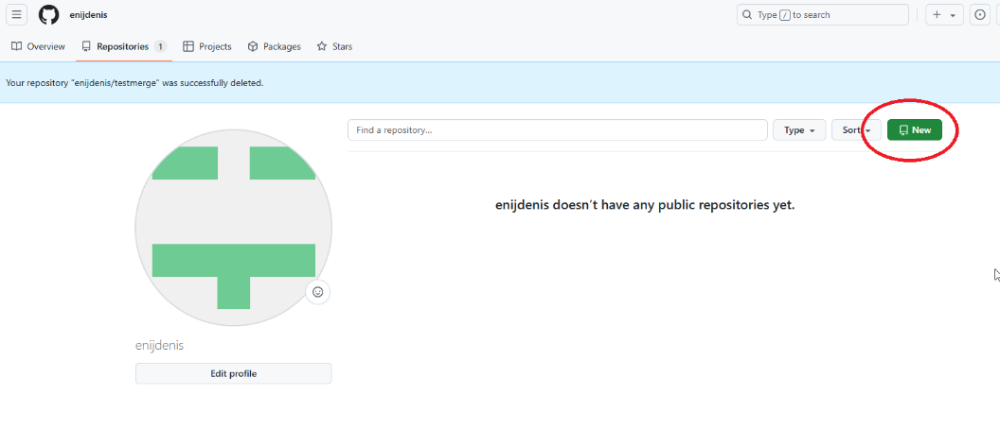 enijdenis
Type / to search
Overview
Repositories 1
Projects
Packages
Stars
Your repository "enijdenis/testmerge" was successfully deleted.
Find a repository...
Type
Sort
New
enijdenis doesn't have any public repositories yet.
enijdenis
Edit profile